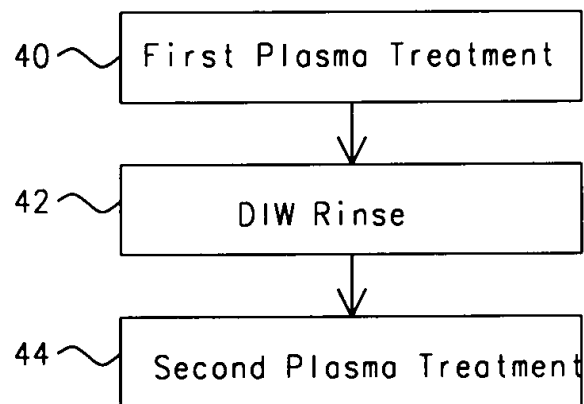 40 First Plasma Treatment
42 DIW Rinse
44 Second Plasma Treatment